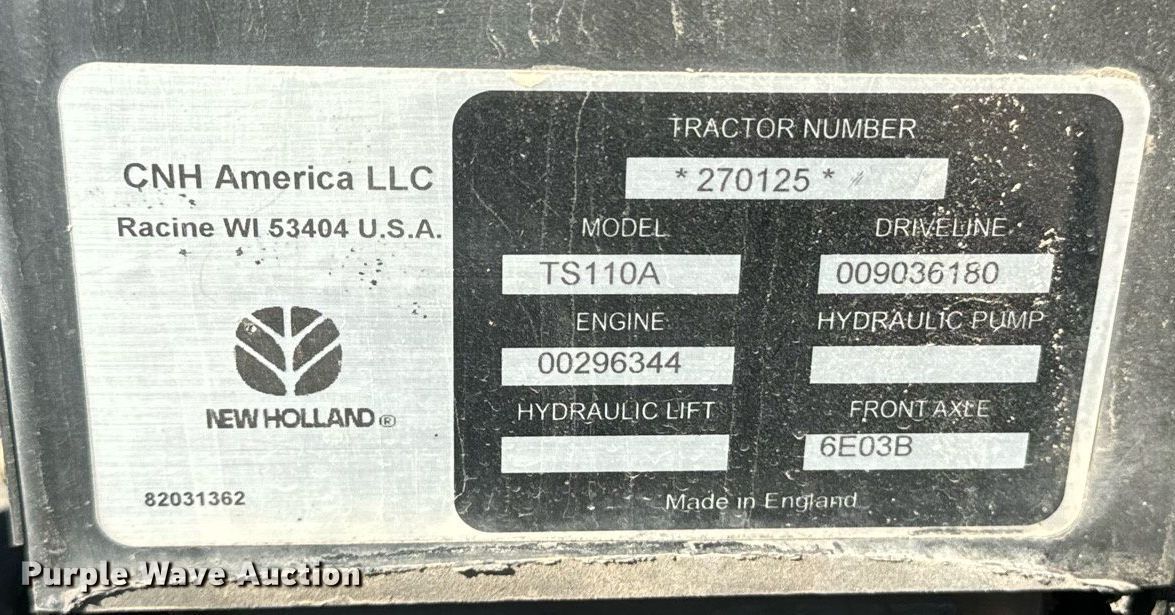 CNH America LLC
Racine WI 53404 U.S.A.
NEW HOLLAND®
82031362
TRACTOR NUMBER
*270125*
MODEL
TS110A
DRIVELINE
009036180
ENGINE
00296344
HYDRAULIC PUMP
HYDRAULIC LIFT
FRONT AXLE
6E03B
Made in England
Purple Wave Auction